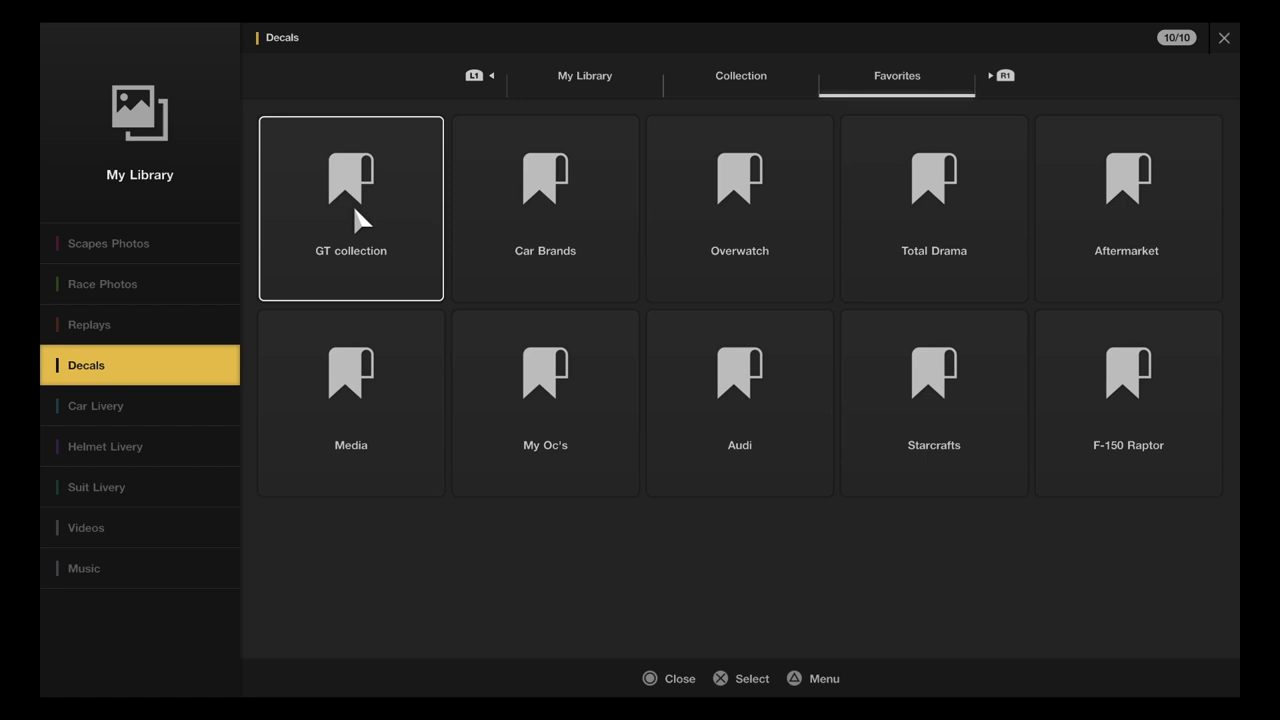 Decals
10/10
L1
My Library
Collection
Favorites
R1
My Library
Scapes Photos
Race Photos
Replays
Decals
Car Livery
Helmet Livery
Suit Livery
Videos
Music
GT collection
Car Brands
Overwatch
Total Drama
Aftermarket
Media
My Oc's
Audi
Starcrafts
F-150 Raptor
Close
Select
Menu